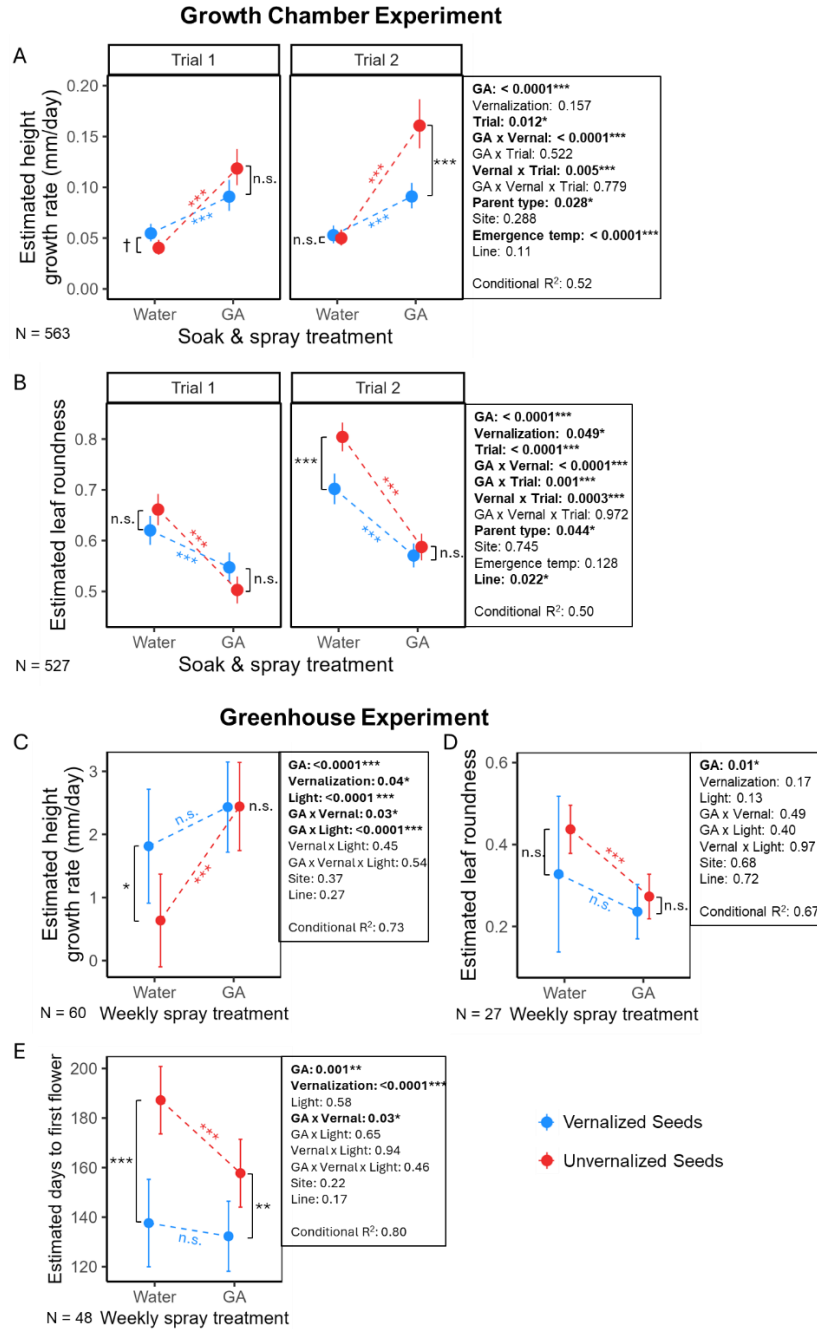 Growth Chamber Experiment
A
Trial 1
Trial 2
Estimated height
growth rate (mm/day)
0.20
0.15
0.10
0.05
0.00
†
***
***
n.s.
n.s.
***
***
***
Water
GA
Water
GA
Soak & spray treatment
N = 563
GA: < 0.0001***
Vernalization: 0.157
Trial: 0.012*
GA x Vernal: < 0.0001***
GA x Trial: 0.522
Vernal x Trial: 0.005***
GA x Vernal x Trial: 0.779
Parent type: 0.028*
Site: 0.288
Emergence temp: < 0.0001***
Line: 0.11
Conditional R²: 0.52
B
Trial 1
Trial 2
Estimated leaf roundness
0.8
0.7
0.6
0.5
n.s.
***
***
n.s.
***
***
***
n.s.
Water
GA
Water
GA
Soak & spray treatment
N = 527
GA: < 0.0001***
Vernalization: 0.049*
Trial: < 0.0001***
GA x Vernal: < 0.0001***
GA x Trial: 0.001***
Vernal x Trial: 0.0003***
GA x Vernal x Trial: 0.972
Parent type: 0.044*
Site: 0.745
Emergence temp: 0.128
Line: 0.022*
Conditional R²: 0.50
Greenhouse Experiment
C
Estimated height
growth rate (mm/day)
3
2
1
0
*
n.s.
***
n.s.
Water
GA
N = 60
Weekly spray treatment
GA: <0.0001***
Vernalization: 0.04*
Light: <0.0001 ***
GA x Vernal: 0.03*
GA x Light: <0.0001***
Vernal x Light: 0.45
GA x Vernal x Light: 0.54
Site: 0.37
Line: 0.27
Conditional R²: 0.73
D
Estimated leaf roundness
0.6
0.4
0.2
n.s.
***
n.s.
n.s.
Water
GA
N = 27
Weekly spray treatment
GA: 0.01*
Vernalization: 0.17
Light: 0.13
GA x Vernal: 0.49
GA x Light: 0.40
Vernal x Light: 0.97
Site: 0.68
Line: 0.72
Conditional R²: 0.67
E
Estimated days to first flower
200
180
160
140
120
***
***
n.s.
**
Water
GA
N = 48
Weekly spray treatment
GA: 0.001**
Vernalization: <0.0001***
Light: 0.58
GA x Vernal: 0.03*
GA x Light: 0.65
Vernal x Light: 0.94
GA x Vernal x Light: 0.46
Site: 0.22
Line: 0.17
Conditional R²: 0.80
Vernalized Seeds
Unvernalized Seeds